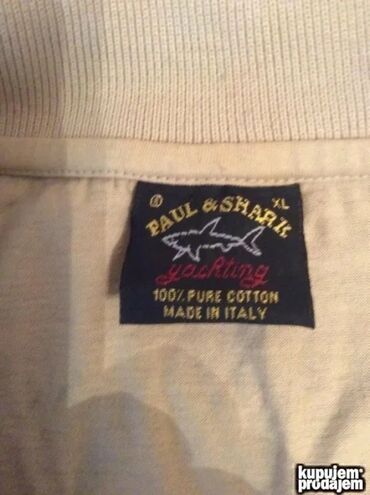 ® XL
PAUL & SHARK
yachting
100% PURE COTTON
MADE IN ITALY
kupujem
prodajem